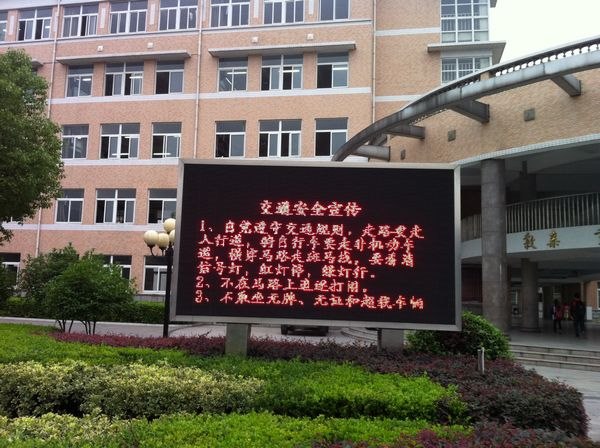 交通安全宣传
1、自觉遵守交通规则，走路要走
人行道，骑自行车要走非机动车
道，横穿马路走斑马线，要看清
信号灯，红灯停，绿灯行。
2、不在马路上追逐打闹。
3、不乘坐无牌、无证和超载车辆